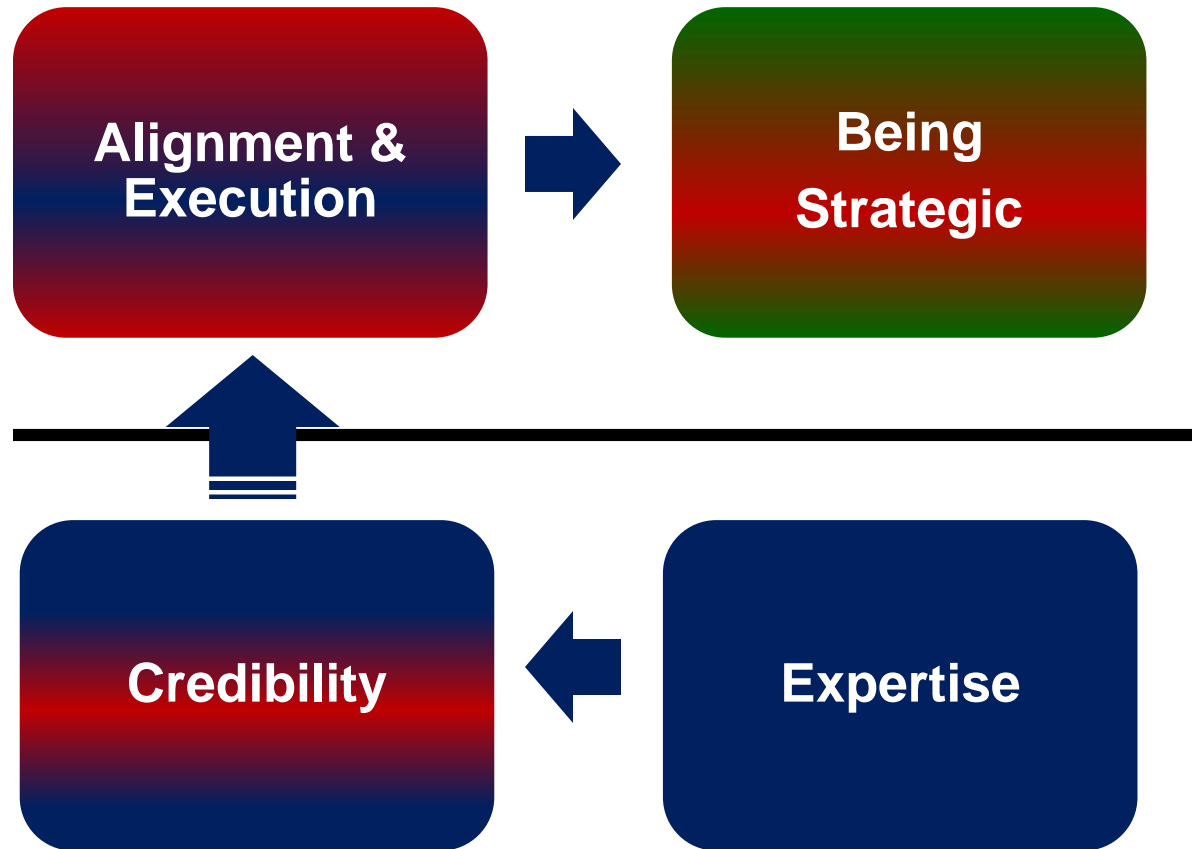 Alignment &
Execution
Being
Strategic
Credibility
Expertise